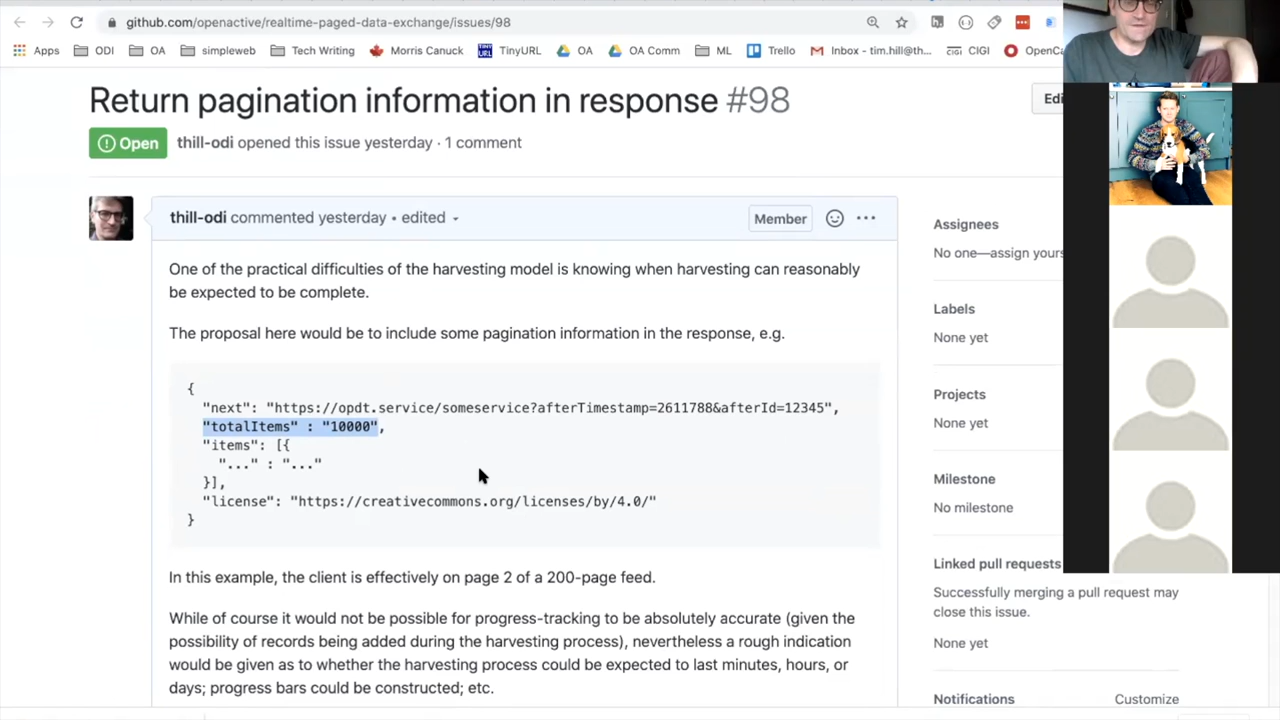 github.com/openactive/realtime-paged-data-exchange/issues/98
Apps ODI OA simpleweb Tech Writing Morris Canuck TinyURL OA OA Comm ML Trello Inbox - tim.hill@th... CIGI OpenCa
Return pagination information in response #98
Edi
Open thill-odi opened this issue yesterday · 1 comment
thill-odi commented yesterday • edited
Member
One of the practical difficulties of the harvesting model is knowing when harvesting can reasonably
be expected to be complete.
The proposal here would be to include some pagination information in the response, e.g.
{
"next": "https://opdt.service/someservice?afterTimestamp=2611788&afterId=12345",
"totalItems" : "10000",
"items": [{
"..." : "..."
}],
"license": "https://creativecommons.org/licenses/by/4.0/"
}
In this example, the client is effectively on page 2 of a 200-page feed.
While of course it would not be possible for progress-tracking to be absolutely accurate (given the
possibility of records being added during the harvesting process), nevertheless a rough indication
would be given as to whether the harvesting process could be expected to last minutes, hours, or
days; progress bars could be constructed; etc.
Assignees
No one—assign yours
Labels
None yet
Projects
None yet
Milestone
No milestone
Linked pull requests
Successfully merging a pull request may
close this issue.
None yet
Notifications Customize